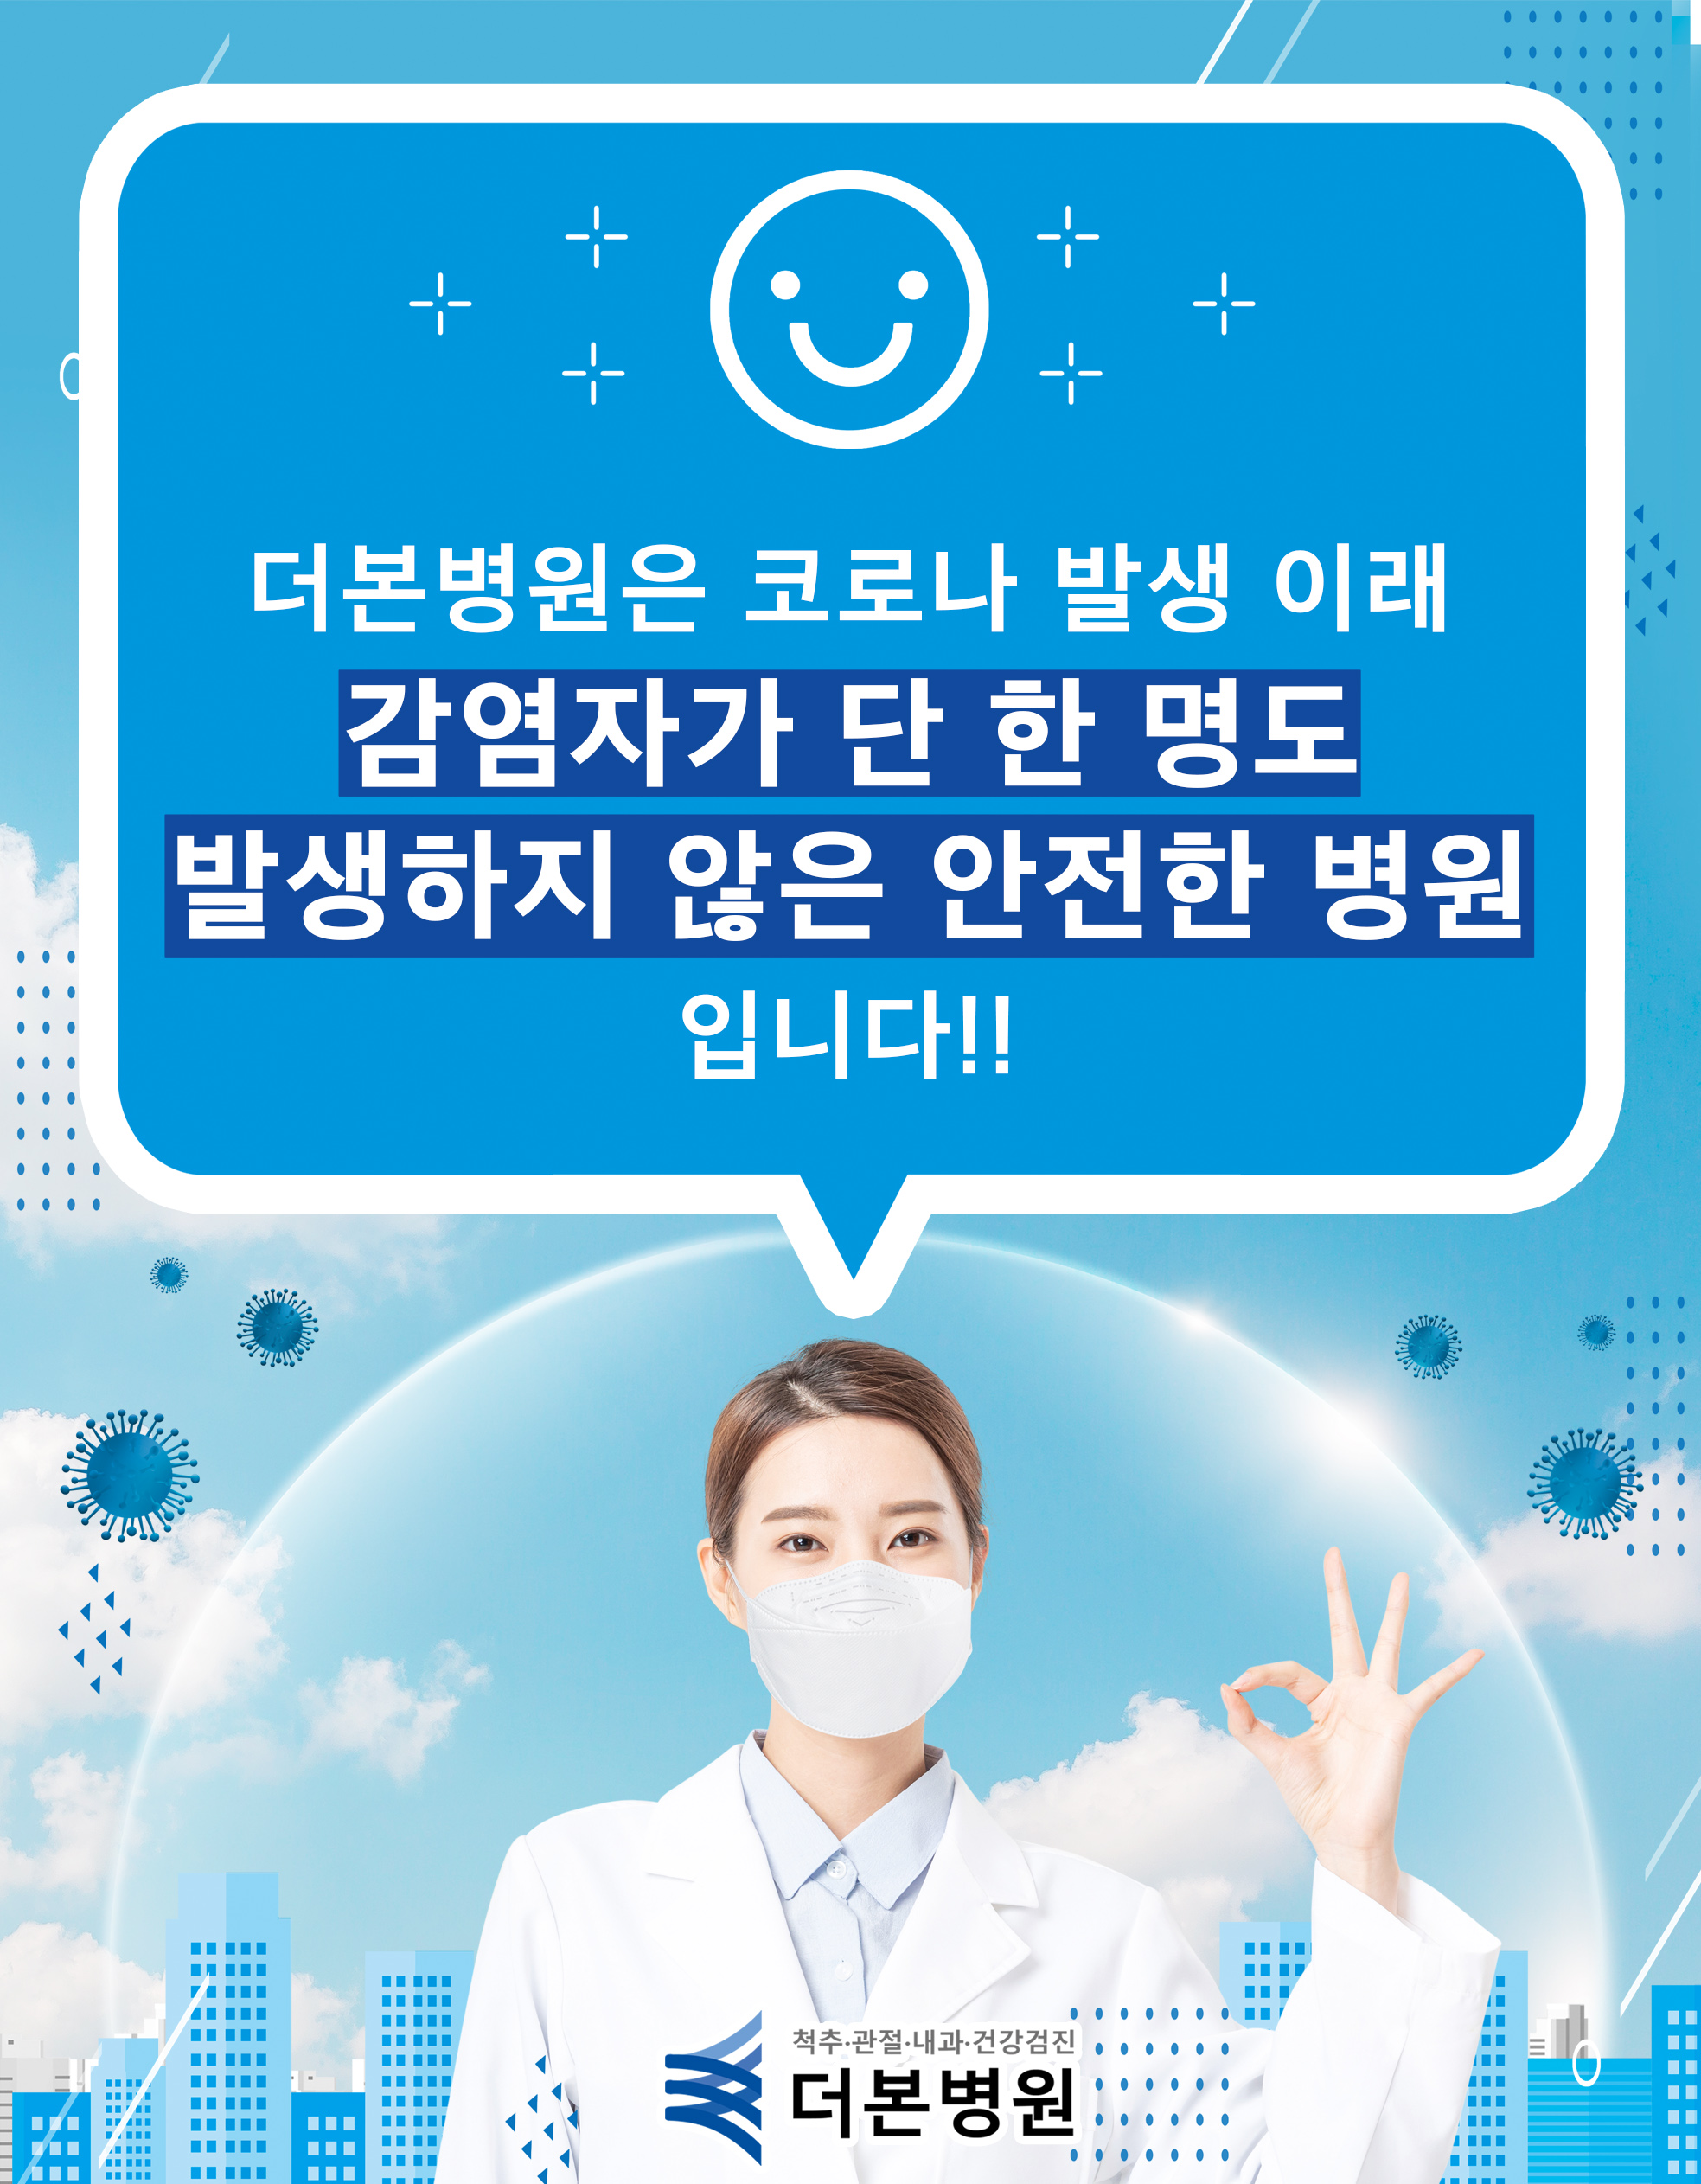 더본병원은 코로나 발생 이래
감염자가 단 한 명도
발생하지 않은 안전한 병원
입니다!!
척추·관절·내과·건강검진
더본병원